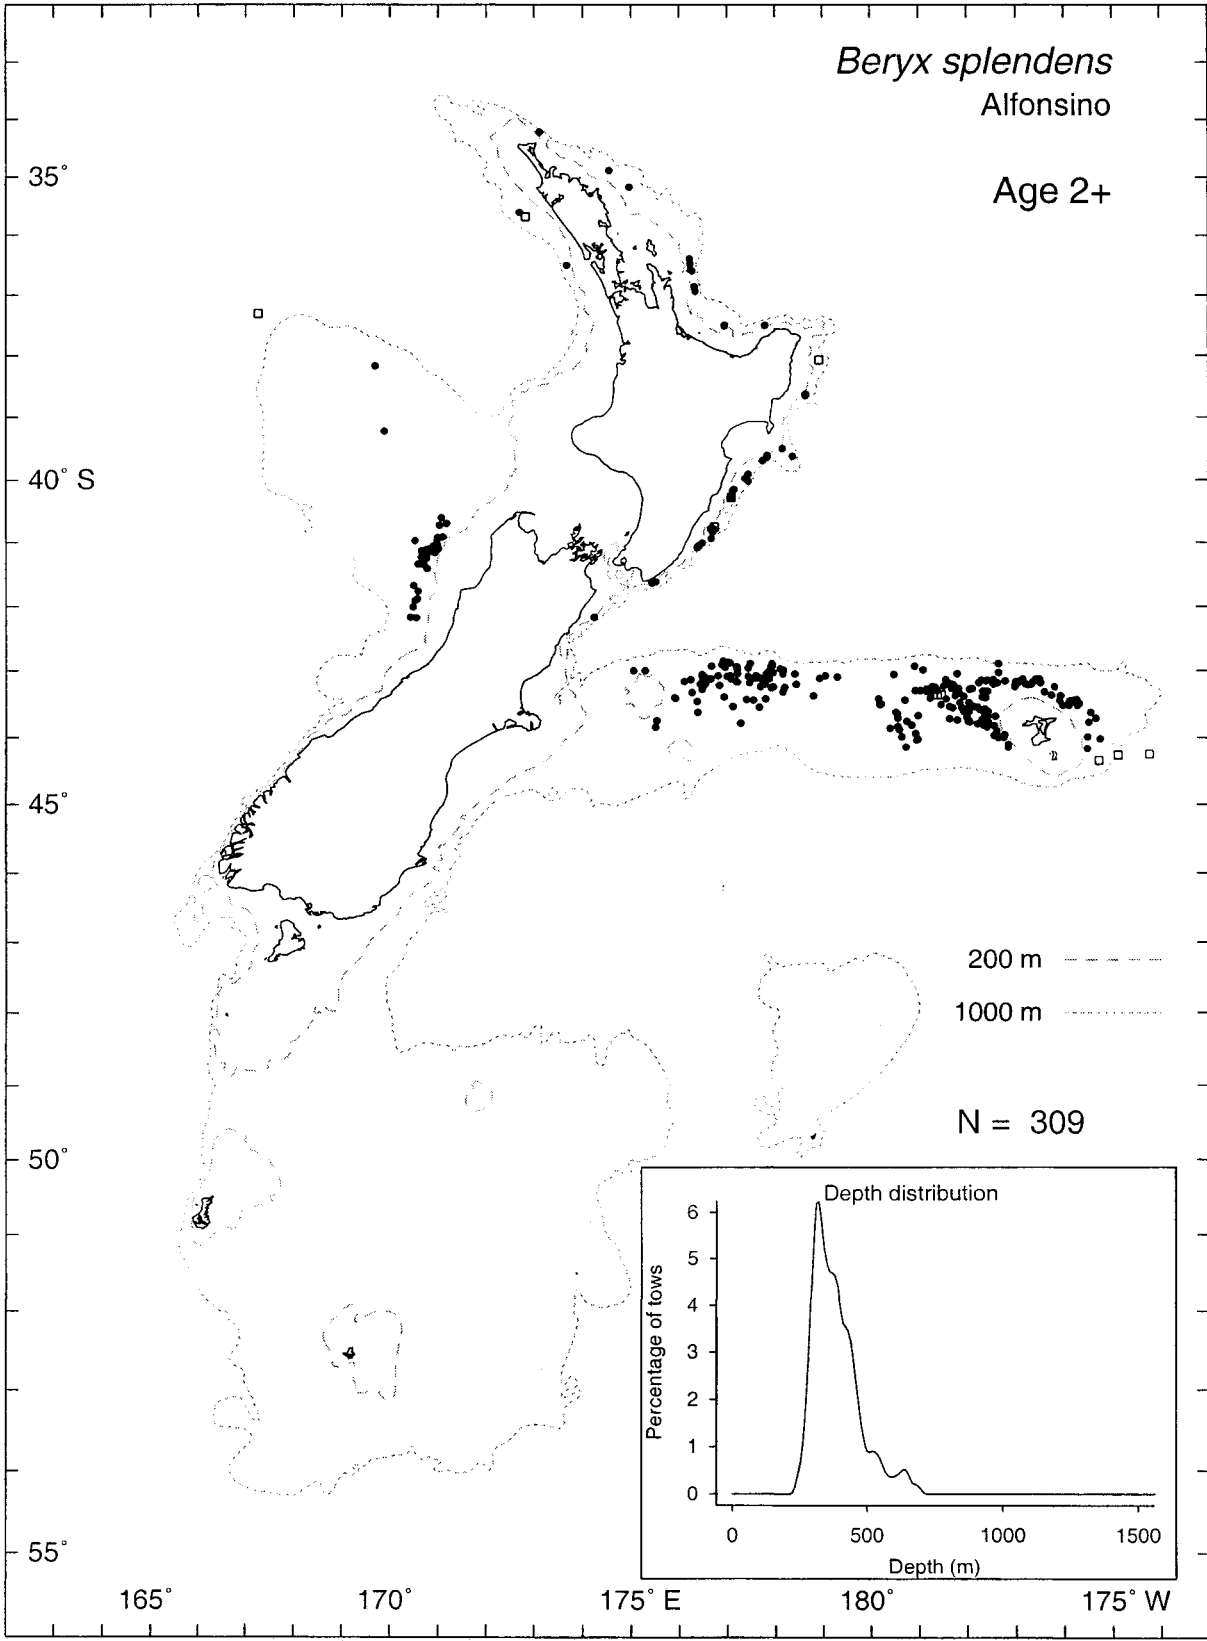 Beryx splendens
Alfonsino
Age 2+
35°
40° S
45°
50°
55°
200 m
1000 m
N = 309
Depth distribution
Percentage of tows
6
5
4
3
2
1
0
0 500 1000 1500
Depth (m)
165° 170° 175° E 180° 175° W